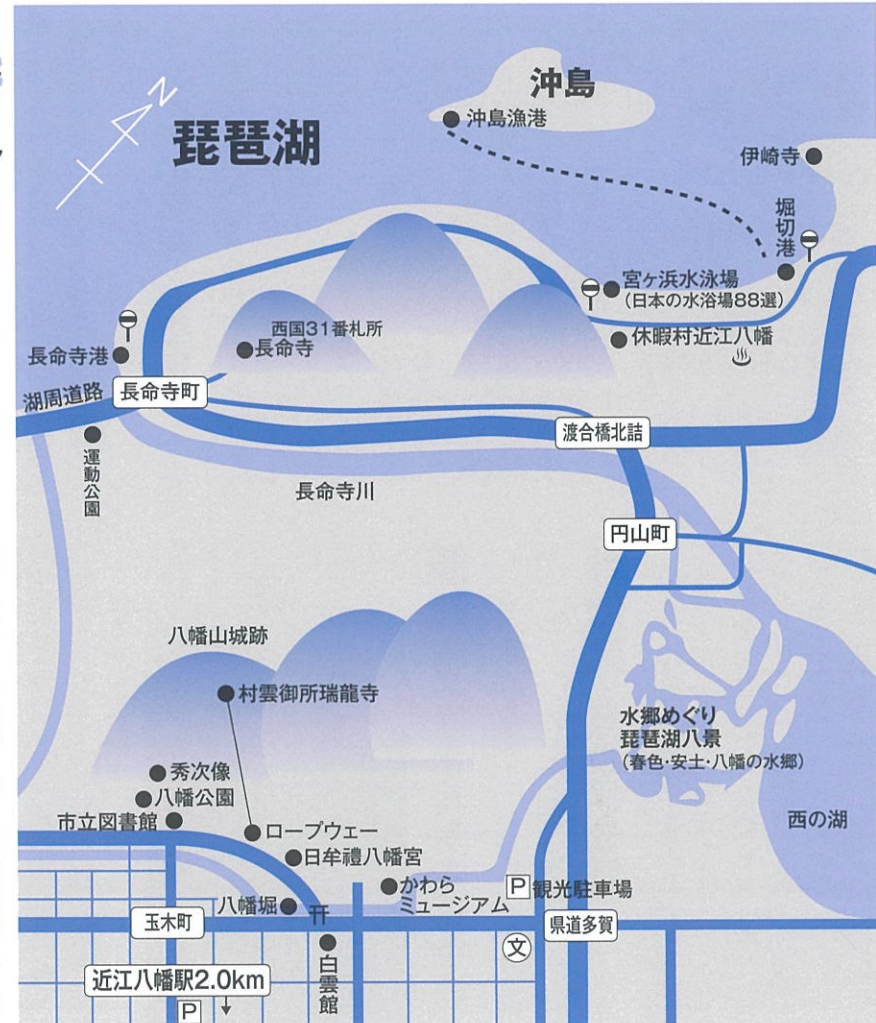 沖島
沖島漁港
N
琵琶湖
伊崎寺
堀切港
宮ヶ浜水泳場
(日本の水浴場88選)
休暇村近江八幡
西国31番札所
長命寺
長命寺港
湖周道路
長命寺町
渡合橋北詰
運動公園
長命寺川
円山町
八幡山城跡
村雲御所瑞龍寺
水郷めぐり
琵琶湖八景
(春色・安土・八幡の水郷)
秀次像
八幡公園
市立図書館
ロープウェー
西の湖
日牟禮八幡宮
かわら
ミュージアム
P 観光駐車場
八幡堀
玉木町
県道多賀
文
白雲館
近江八幡駅2.0km
P ↓